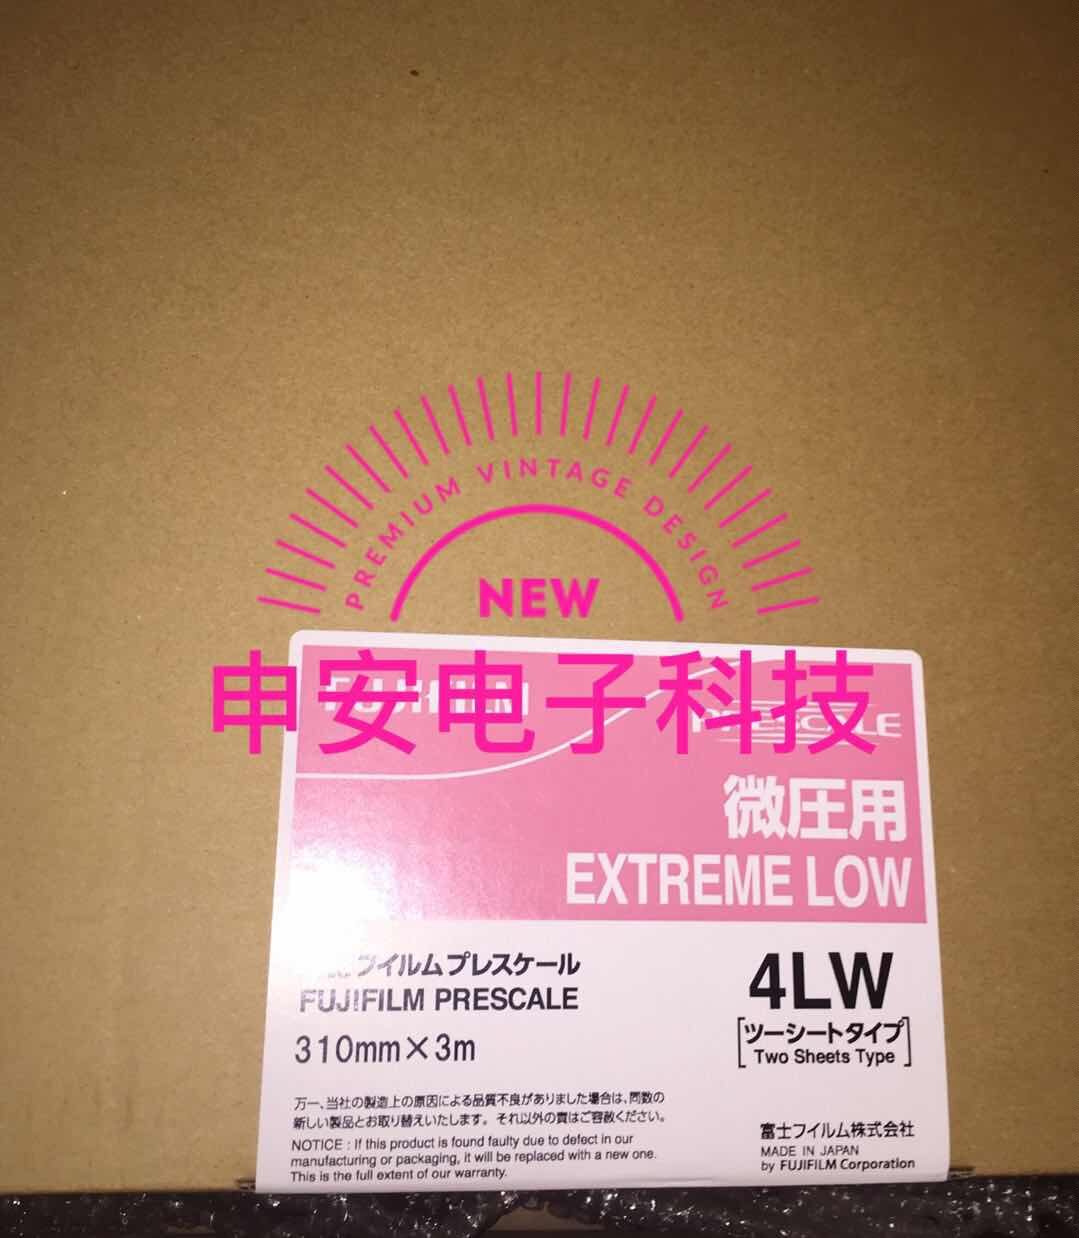 PREMIUM VINTAGE DESIGN
NEW
申安电子科技
FUJIFILM
PRESCALE
微圧用
EXTREME LOW
フイルムプレスケール
FUJIFILM PRESCALE
310mm×3m
4LW
[ツーシートタイプ
Two Sheets Type]
万一、当社の製造上の原因による品質不良がありました場合は、同数の
新しい製品とお取り替えいたします。それ以外の責はご容赦ください。
NOTICE : If this product is found faulty due to defect in our
manufacturing or packaging, it will be replaced with a new one.
This is the full extent of our warranty.
富士フイルム株式会社
MADE IN JAPAN
by FUJIFILM Corporation